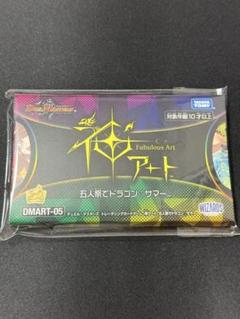 DUEL MASTERS
TAKARA TOMY
対象年齢10才以上
神
Fabulous Art
アート
五人祭でドラゴン・サマー
DMART-05
WIZARDS